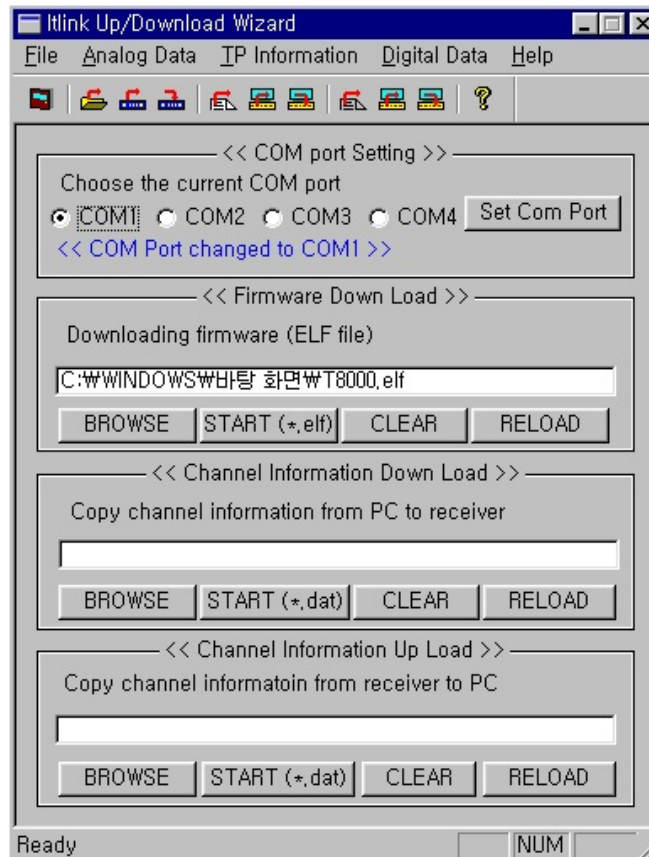 Itlink Up/Download Wizard
File Analog Data TP Information Digital Data Help
<< COM port Setting >>
Choose the current COM port
COM1 COM2 COM3 COM4 Set Com Port
<< COM Port changed to COM1 >>
<< Firmware Down Load >>
Downloading firmware (ELF file)
C:₩WINDOWS₩바탕 화면₩T8000.elf
BROWSE START (*.elf) CLEAR RELOAD
<< Channel Information Down Load >>
Copy channel information from PC to receiver
BROWSE START (*.dat) CLEAR RELOAD
<< Channel Information Up Load >>
Copy channel informatoin from receiver to PC
BROWSE START (*.dat) CLEAR RELOAD
Ready NUM